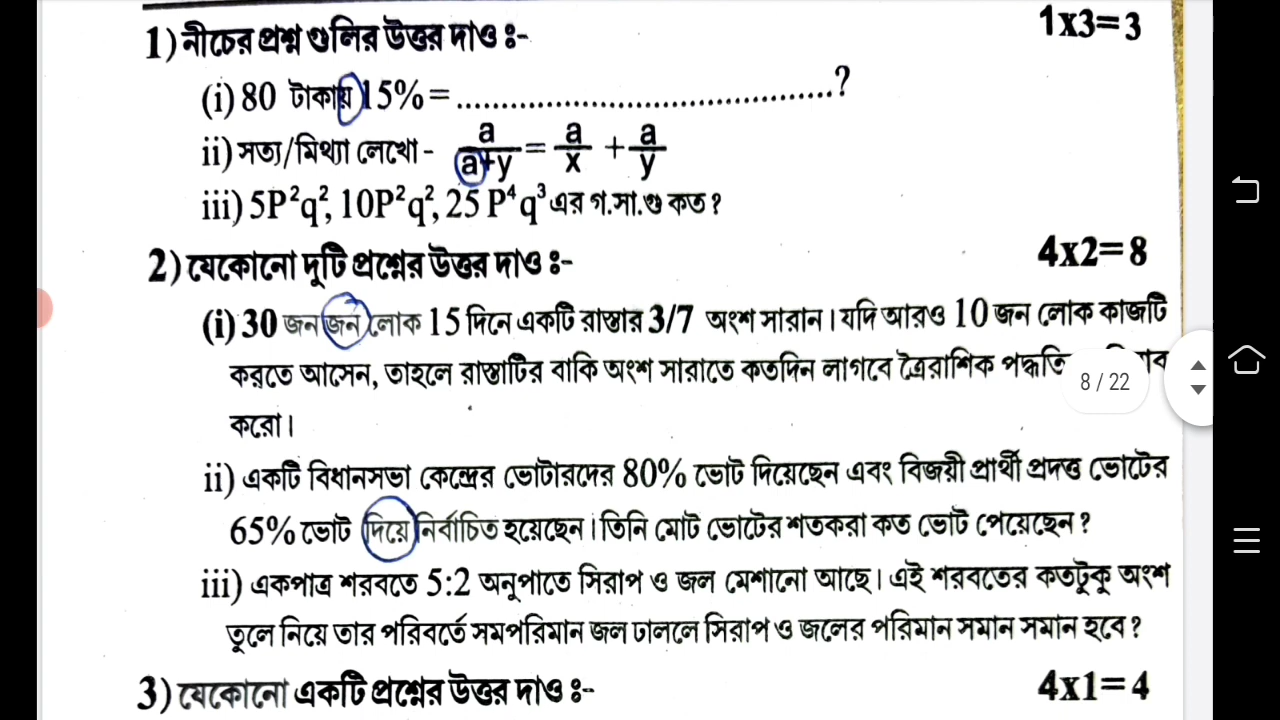 1) নীচের প্রশ্ন গুলির উত্তর দাও ঃ- 1x3=3
(i) 80 টাকায় 15% = ......................................................?
ii) সত্য/মিথ্যা লেখো - a/a+y = a/x + a/y
iii) 5P²q², 10P²q², 25 P⁴q³ এর গ.সা.গু কত ?
2) যেকোনো দুটি প্রশ্নের উত্তর দাও ঃ- 4x2=8
(i) 30 জন জন লোক 15 দিনে একটি রাস্তার 3/7 অংশ সারান। যদি আরও 10 জন লোক কাজটি
করতে আসেন, তাহলে রাস্তাটির বাকি অংশ সারাতে কতদিন লাগবে ত্রৈরাশিক পদ্ধতি
8 / 22
করো।
ii) একটি বিধানসভা কেন্দ্রের ভোটারদের 80% ভোট দিয়েছেন এবং বিজয়ী প্রার্থী প্রদত্ত ভোটের
65% ভোট দিয়ে নির্বাচিত হয়েছেন। তিনি মোট ভোটের শতকরা কত ভোট পেয়েছেন ?
iii) একপাত্র শরবতে 5:2 অনুপাতে সিরাপ ও জল মেশানো আছে। এই শরবতের কতটুকু অংশ
তুলে নিয়ে তার পরিবর্তে সমপরিমান জল ঢাললে সিরাপ ও জলের পরিমান সমান সমান হবে ?
3) যেকোনো একটি প্রশ্নের উত্তর দাও ঃ- 4x1=4